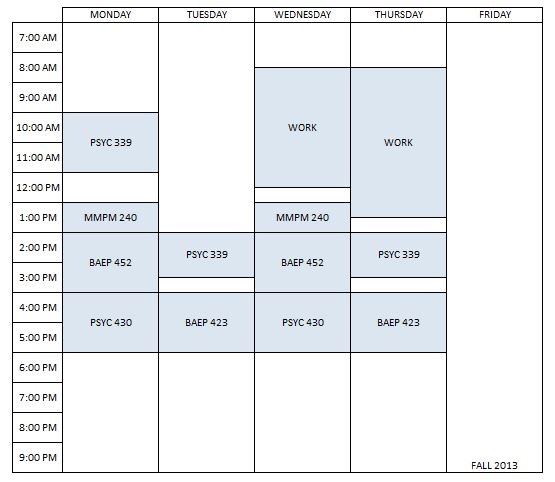 MONDAY TUESDAY WEDNESDAY THURSDAY FRIDAY
7:00 AM
8:00 AM
9:00 AM
10:00 AM
WORK
PSYC 339
WORK
11:00 AM
12:00 PM
1:00 PM MMPM 240 MMPM 240
2:00 PM
PSYC 339 PSYC 339
BAEP 452 BAEP 452
3:00 PM
4:00 PM
PSYC 430 BAEP 423 PSYC 430 BAEP 423
5:00 PM
6:00 PM
7:00 PM
8:00 PM
9:00 PM
FALL 2013